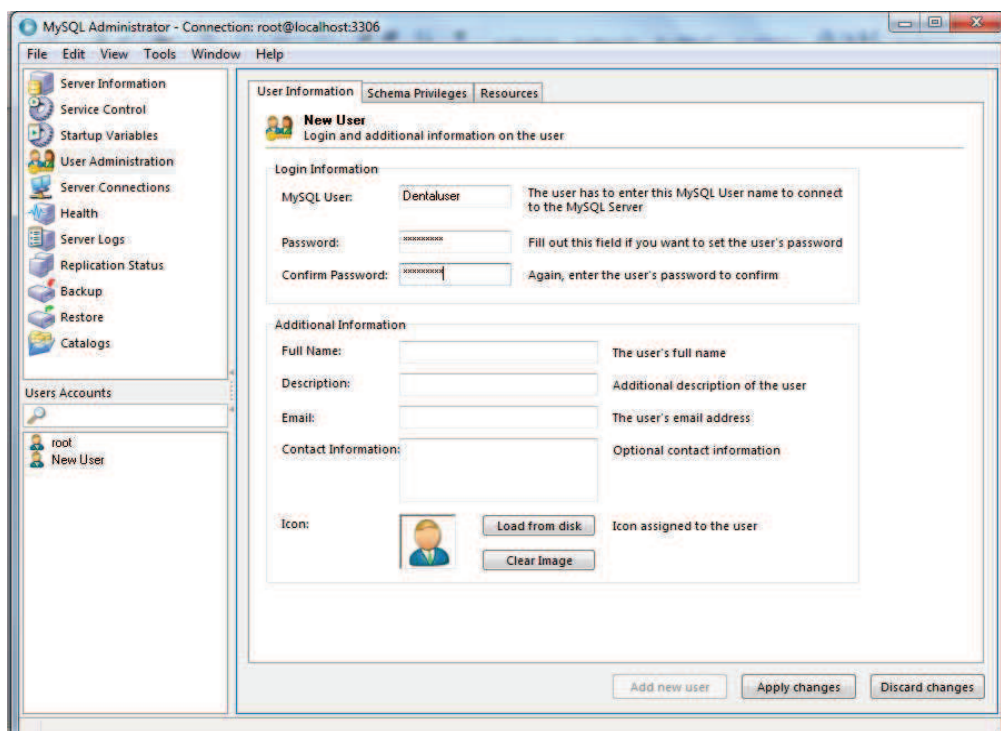 MySQL Administrator - Connection: root@localhost:3306
File Edit View Tools Window Help
Server Information
Service Control
Startup Variables
User Administration
Server Connections
Health
Server Logs
Replication Status
Backup
Restore
Catalogs
Users Accounts
root
New User
User Information Schema Privileges Resources
New User
Login and additional information on the user
Login Information
MySQL User: Dentaluser The user has to enter this MySQL User name to connect
to the MySQL Server
Password: ××××××××× Fill out this field if you want to set the user's password
Confirm Password: ××××××××× Again, enter the user's password to confirm
Additional Information
Full Name: The user's full name
Description: Additional description of the user
Email: The user's email address
Contact Information: Optional contact information
Icon: Load from disk Icon assigned to the user
Clear Image
Add new user Apply changes Discard changes